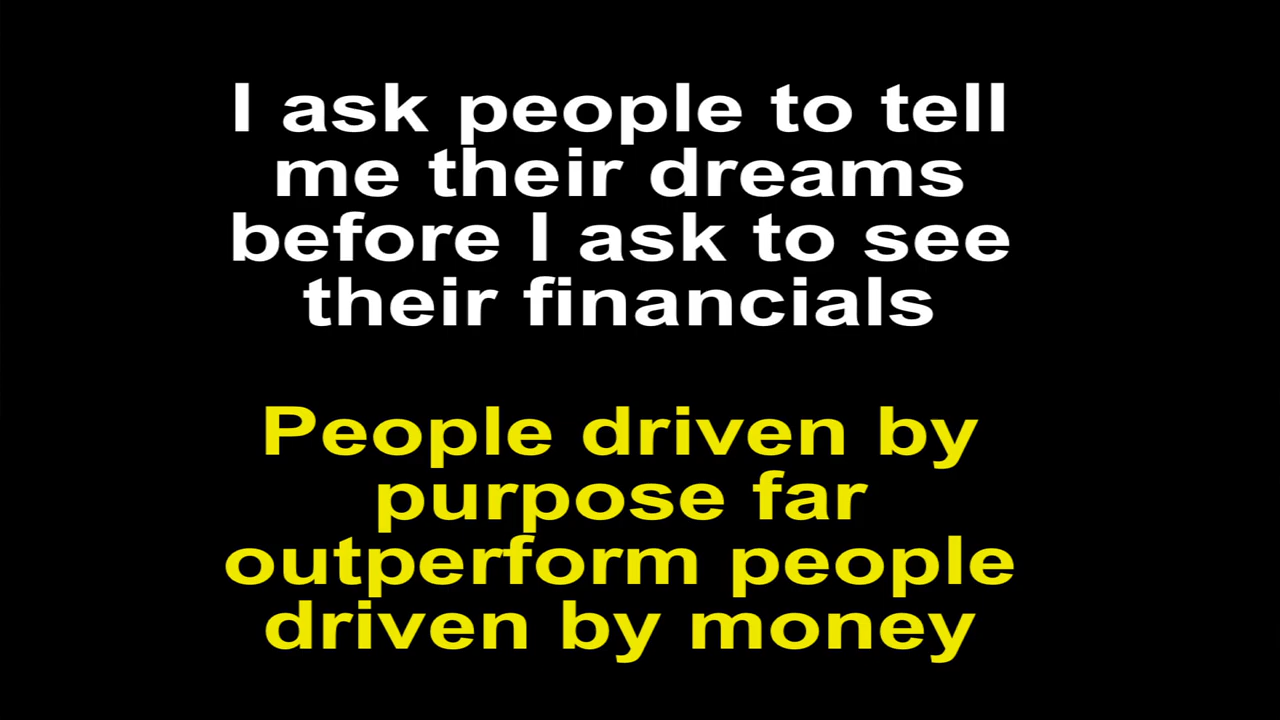 I ask people to tell
me their dreams
before I ask to see
their financials
People driven by
purpose far
outperform people
driven by money